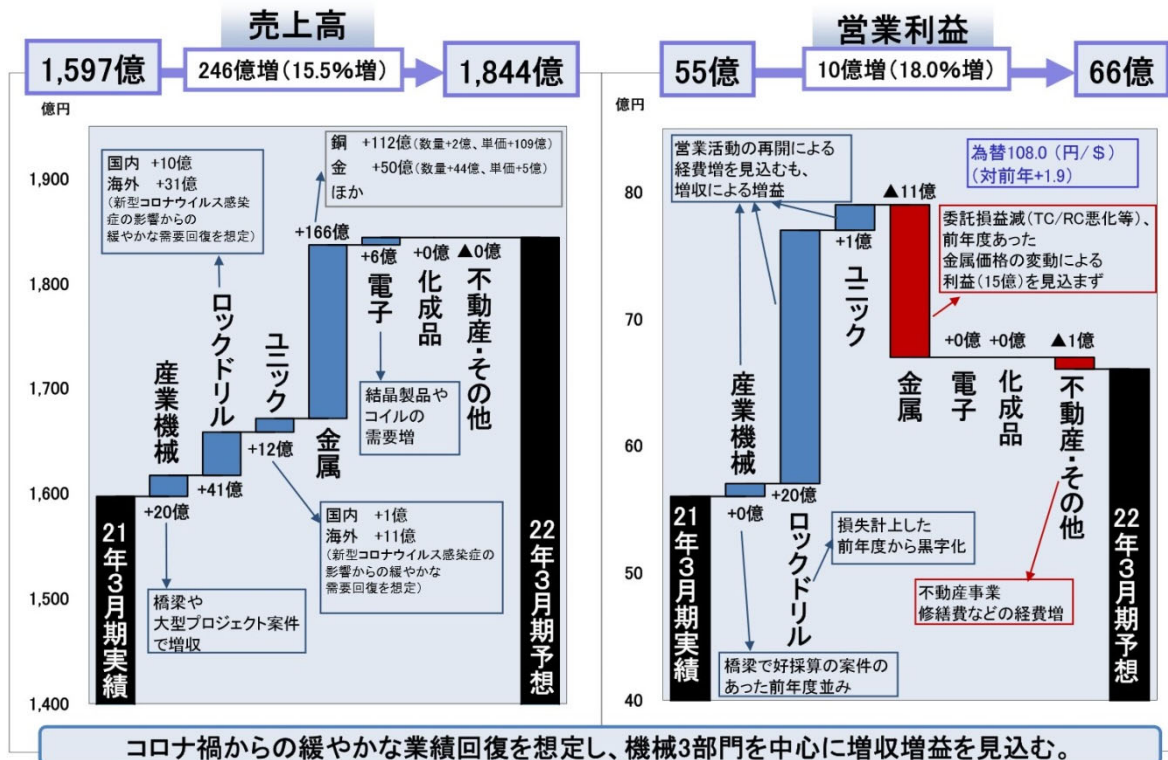 売上高
1,597億
246億増(15.5%増)
1,844億
億円
1,900
1,800
1,700
1,600
1,500
1,400
国内 +10億
海外 +31億
(新型コロナウイルス感染
症の影響からの
緩やかな需要回復を想定)
銅 +112億(数量+2億、単価+109億)
金 +50億(数量+44億、単価+5億)
ほか
21年3月期実績
産業機械
+20億
ロックドリル
+41億
ユニック
+12億
金属
+166億
電子
+6億
化成品
+0億
不動産・その他
▲0億
22年3月期予想
結晶製品や
コイルの
需要増
国内 +1億
海外 +11億
(新型コロナウイルス感染症の
影響からの緩やかな
需要回復を想定)
橋梁や
大型プロジェクト案件
で増収
営業利益
55億
10億増(18.0%増)
66億
億円
80
70
60
50
40
営業活動の再開による
経費増を見込むも、
増収による増益
為替108.0 (円/$)
(対前年+1.9)
委託損益減(TC/RC悪化等)、
前年度あった
金属価格の変動による
利益(15億)を見込まず
21年3月期実績
産業機械
+0億
ロックドリル
+20億
ユニック
+1億
金属
▲11億
電子
+0億
化成品
+0億
不動産・その他
▲1億
22年3月期予想
損失計上した
前年度から黒字化
不動産事業
修繕費などの経費増
橋梁で好採算の案件の
あった前年度並み
コロナ禍からの緩やかな業績回復を想定し、機械3部門を中心に増収増益を見込む。